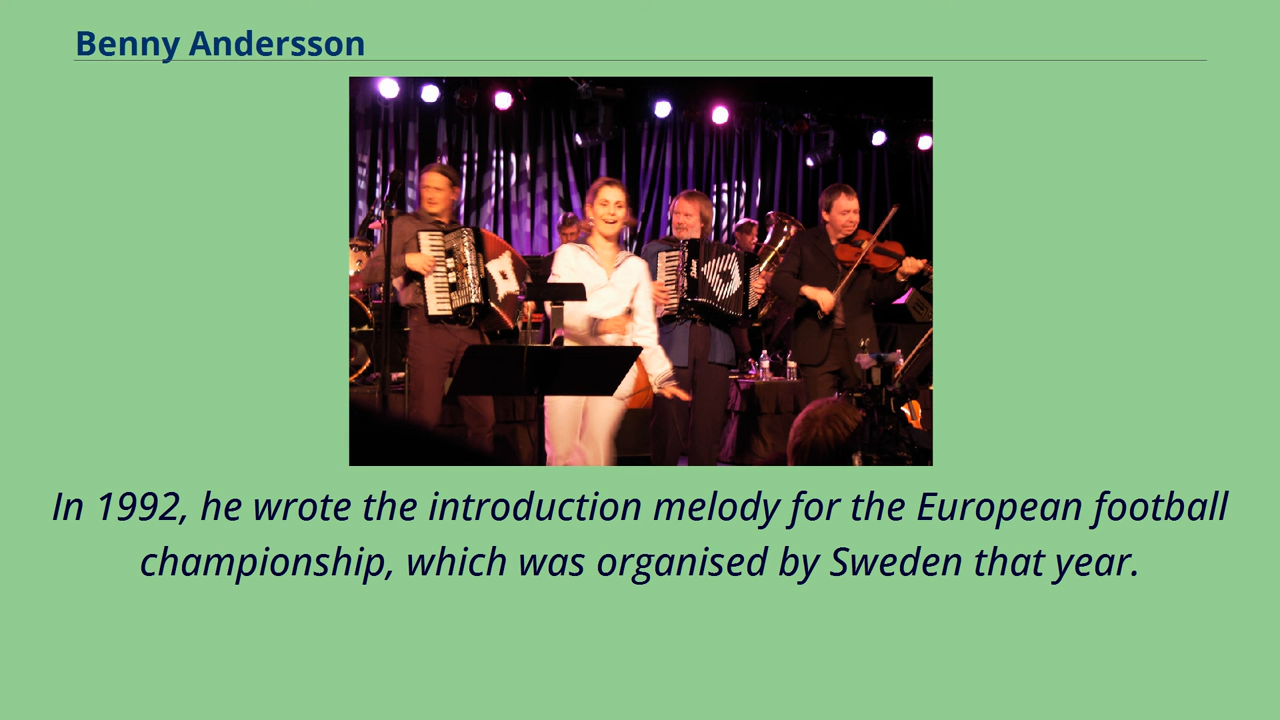 Benny Andersson
In 1992, he wrote the introduction melody for the European football
championship, which was organised by Sweden that year.